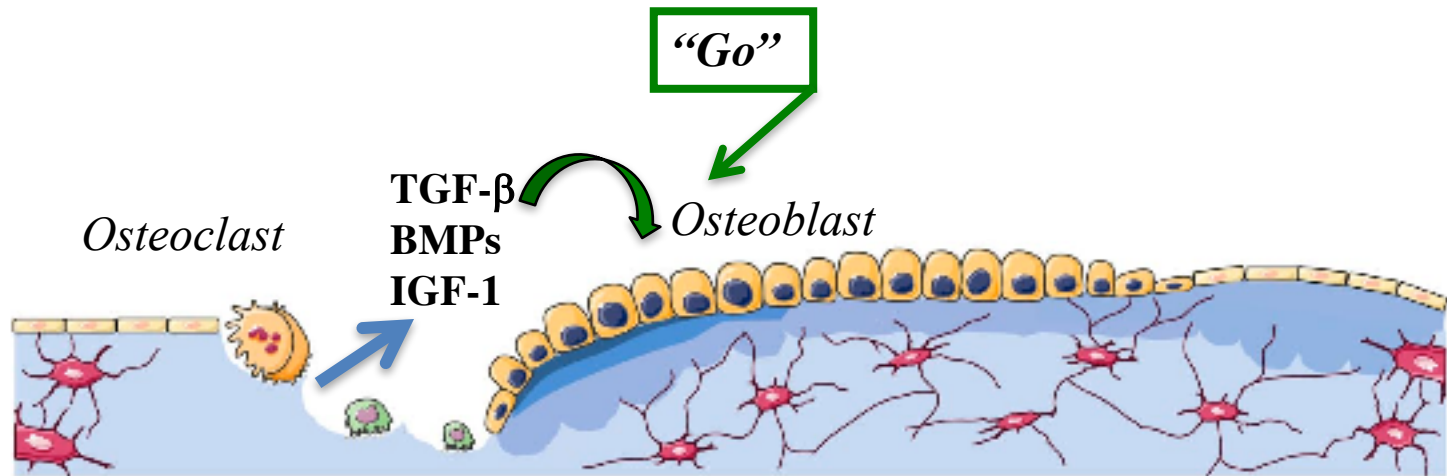 “Go”
TGF-β
Osteoblast
Osteoclast
BMPs
IGF-1